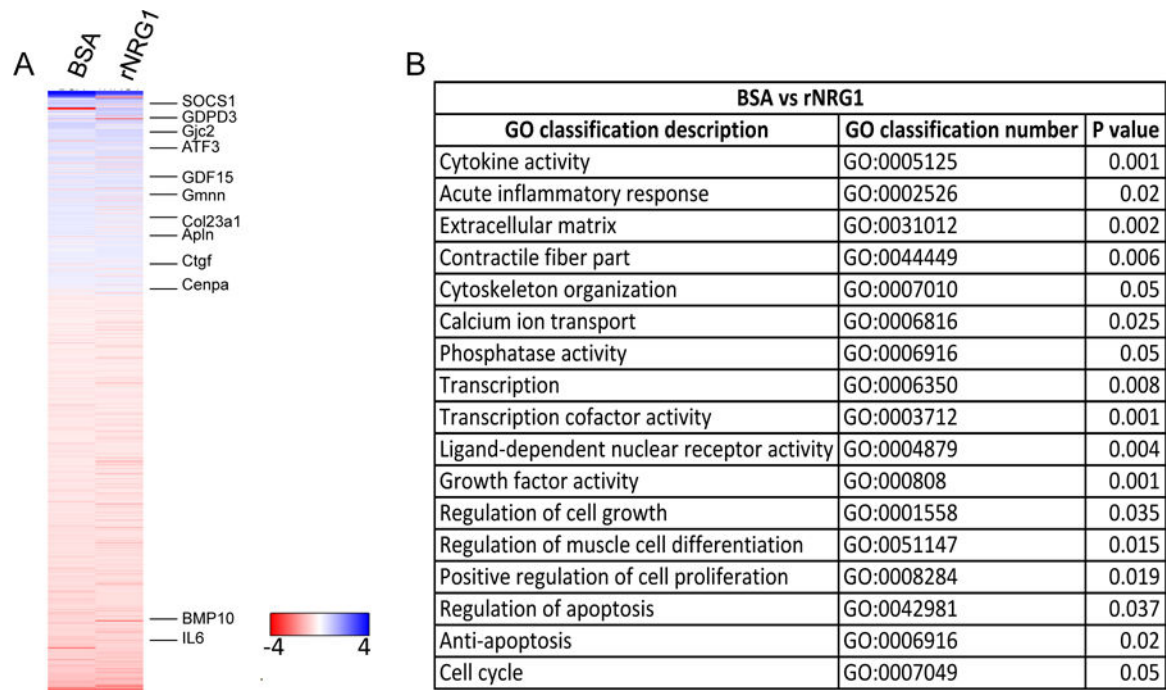 A
BSA
rNRG1
SOCS1
GDPD3
Gjc2
ATF3
GDF15
Gmnn
Col23a1
Apln
Ctgf
Cenpa
BMP10
IL6
-4 4
B
BSA vs rNRG1
GO classification description GO classification number P value
Cytokine activity GO:0005125 0.001
Acute inflammatory response GO:0002526 0.02
Extracellular matrix GO:0031012 0.002
Contractile fiber part GO:0044449 0.006
Cytoskeleton organization GO:0007010 0.05
Calcium ion transport GO:0006816 0.025
Phosphatase activity GO:0006916 0.05
Transcription GO:0006350 0.008
Transcription cofactor activity GO:0003712 0.001
Ligand-dependent nuclear receptor activity GO:0004879 0.004
Growth factor activity GO:000808 0.001
Regulation of cell growth GO:0001558 0.035
Regulation of muscle cell differentiation GO:0051147 0.015
Positive regulation of cell proliferation GO:0008284 0.019
Regulation of apoptosis GO:0042981 0.037
Anti-apoptosis GO:0006916 0.02
Cell cycle GO:0007049 0.05